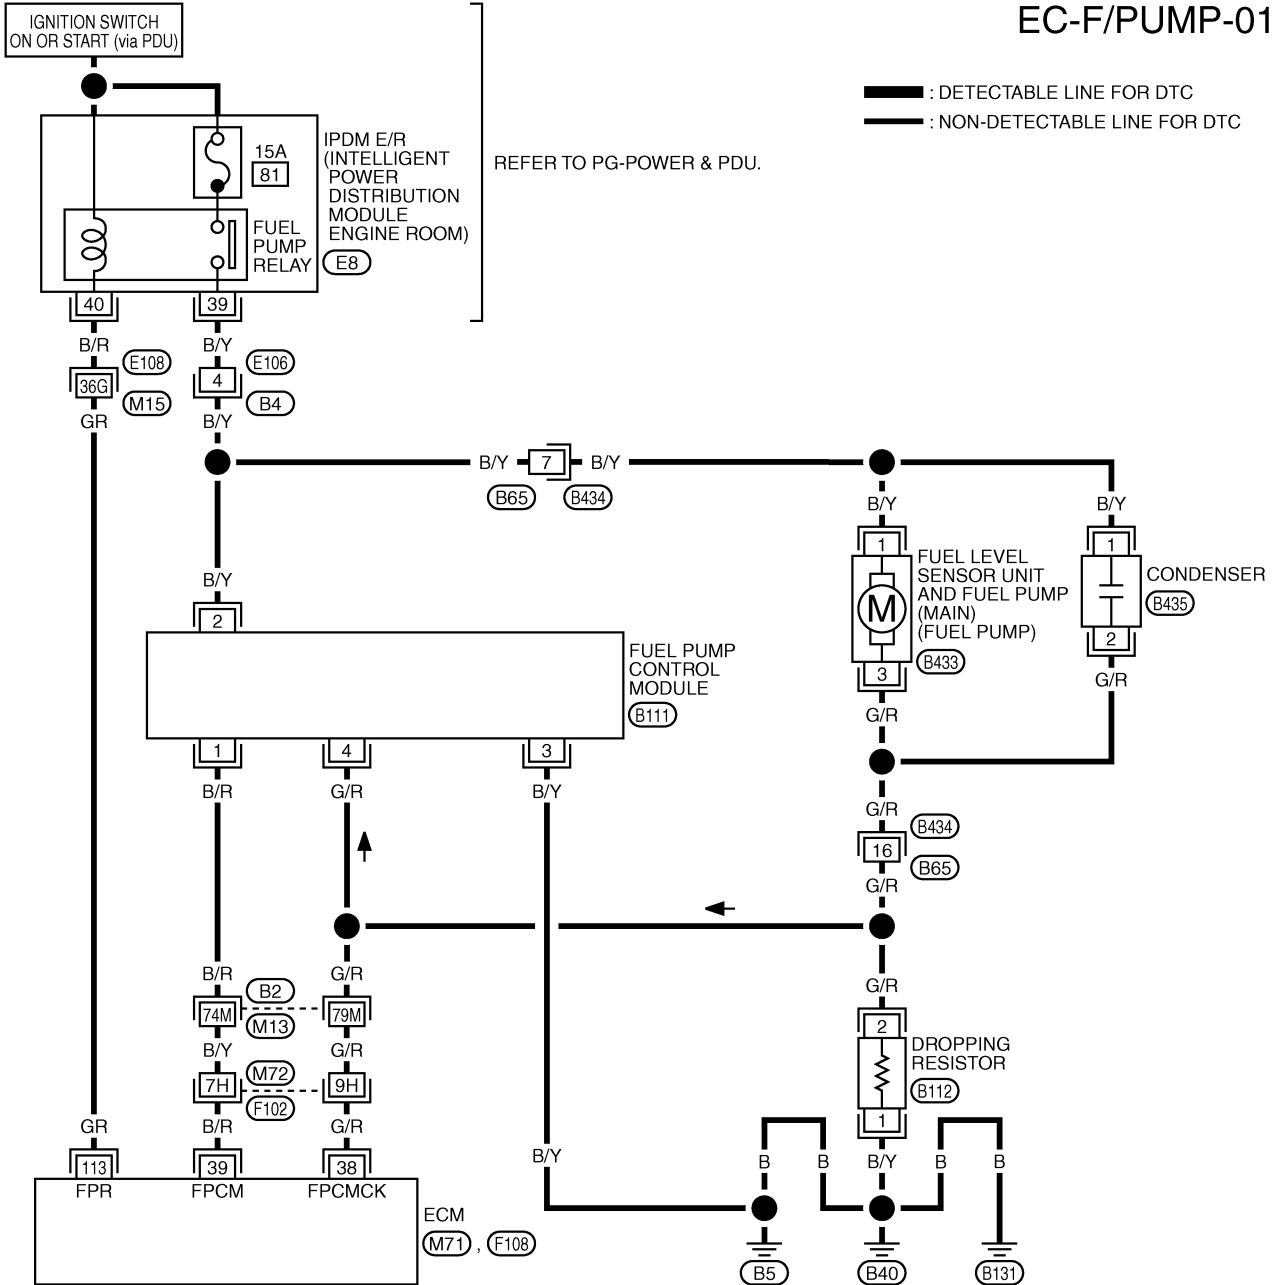 EC-F/PUMP-01
IGNITION SWITCH
ON OR START (via PDU)
: DETECTABLE LINE FOR DTC
: NON-DETECTABLE LINE FOR DTC
15A
81
IPDM E/R
(INTELLIGENT
POWER
DISTRIBUTION
MODULE
ENGINE ROOM)
E8
REFER TO PG-POWER & PDU.
FUEL
PUMP
RELAY
40
39
B/R
B/Y
E108
E106
36G
4
M15
B4
GR
B/Y
B/Y
7
B/Y
B65
B434
B/Y
B/Y
1
1
FUEL LEVEL
SENSOR UNIT
AND FUEL PUMP
(MAIN)
(FUEL PUMP)
M
B433
CONDENSER
B435
B/Y
2
3
2
FUEL PUMP
CONTROL
MODULE
B111
G/R
G/R
1
4
3
B/R
G/R
B/Y
G/R
B434
16
B65
G/R
B/R
G/R
G/R
B2
74M
79M
M13
2
DROPPING
RESISTOR
B112
1
B/Y
G/R
M72
7H
9H
F102
GR
B/R
G/R
B/Y
B
B
B/Y
B
B
113
39
38
FPR
FPCM
FPCMCK
ECM
M71 , F108
B5
B40
B131